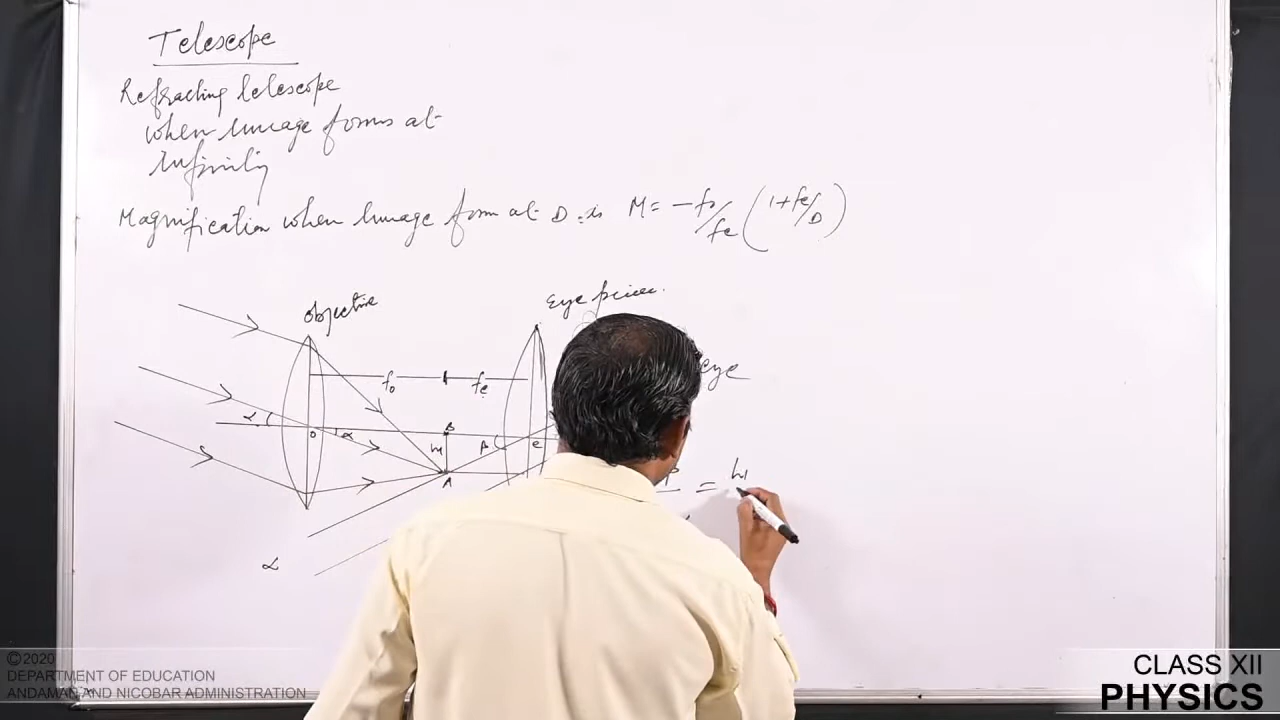 Telescope
Refracting telescope
when image forms at
Infinity
Magnification when image form at D. is M = -fo/fe (1+fe/D)
Objective
Eye piece.
eye
fo fe
α
O α
B
h
β
e
A
= h1
α
©2020
DEPARTMENT OF EDUCATION
ANDAMAN AND NICOBAR ADMINISTRATION
CLASS XII
PHYSICS